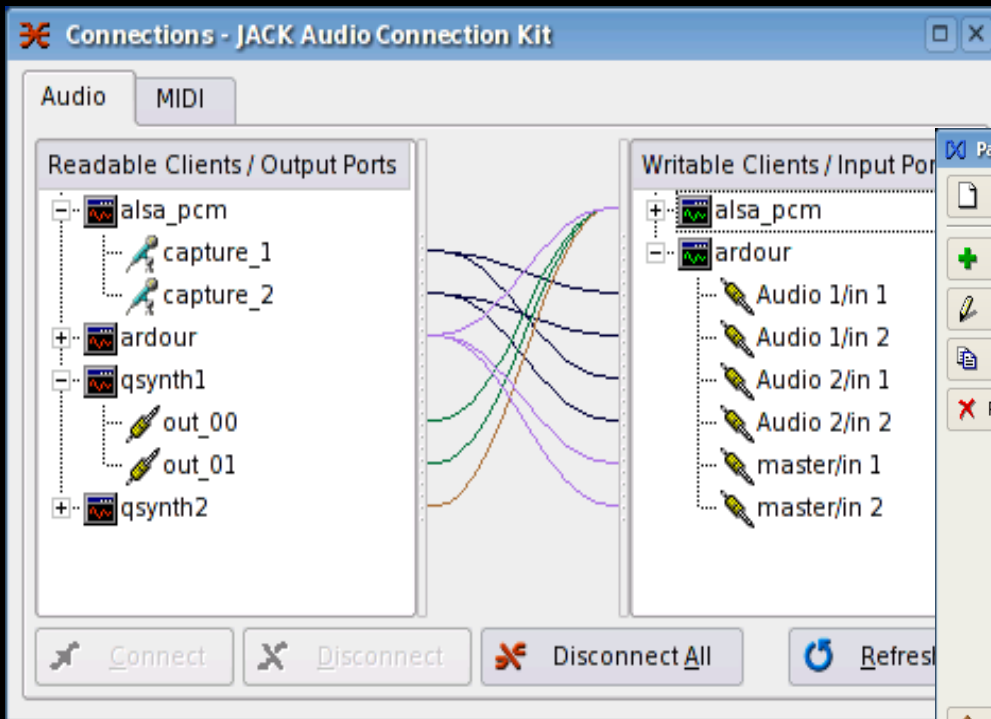 Connections - JACK Audio Connection Kit
Audio MIDI
Readable Clients / Output Ports
alsa_pcm
capture_1
capture_2
ardour
qsynth1
out_00
out_01
qsynth2
Writable Clients / Input
alsa_pcm
ardour
Audio 1/in 1
Audio 1/in 2
Audio 2/in 1
Audio 2/in 2
master/in 1
master/in 2
Connect Disconnect Disconnect All